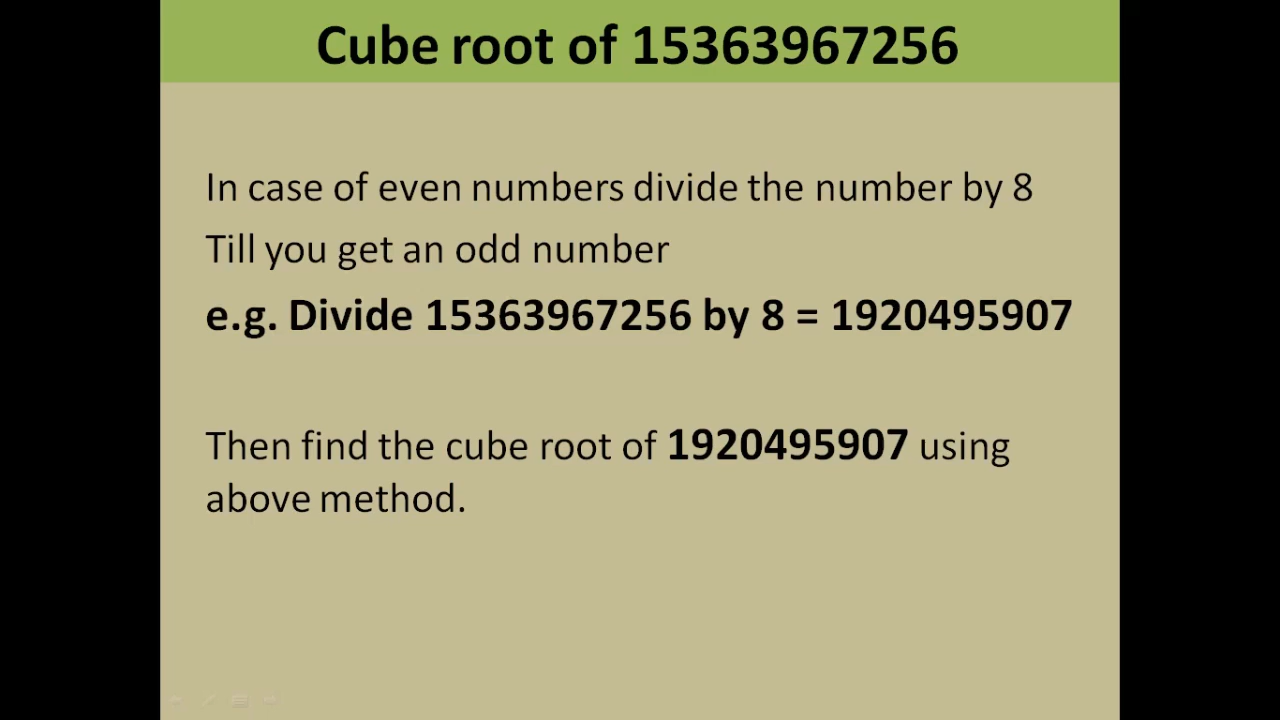 Cube root of 15363967256
In case of even numbers divide the number by 8
Till you get an odd number
e.g. Divide 15363967256 by 8 = 1920495907
Then find the cube root of 1920495907 using
above method.